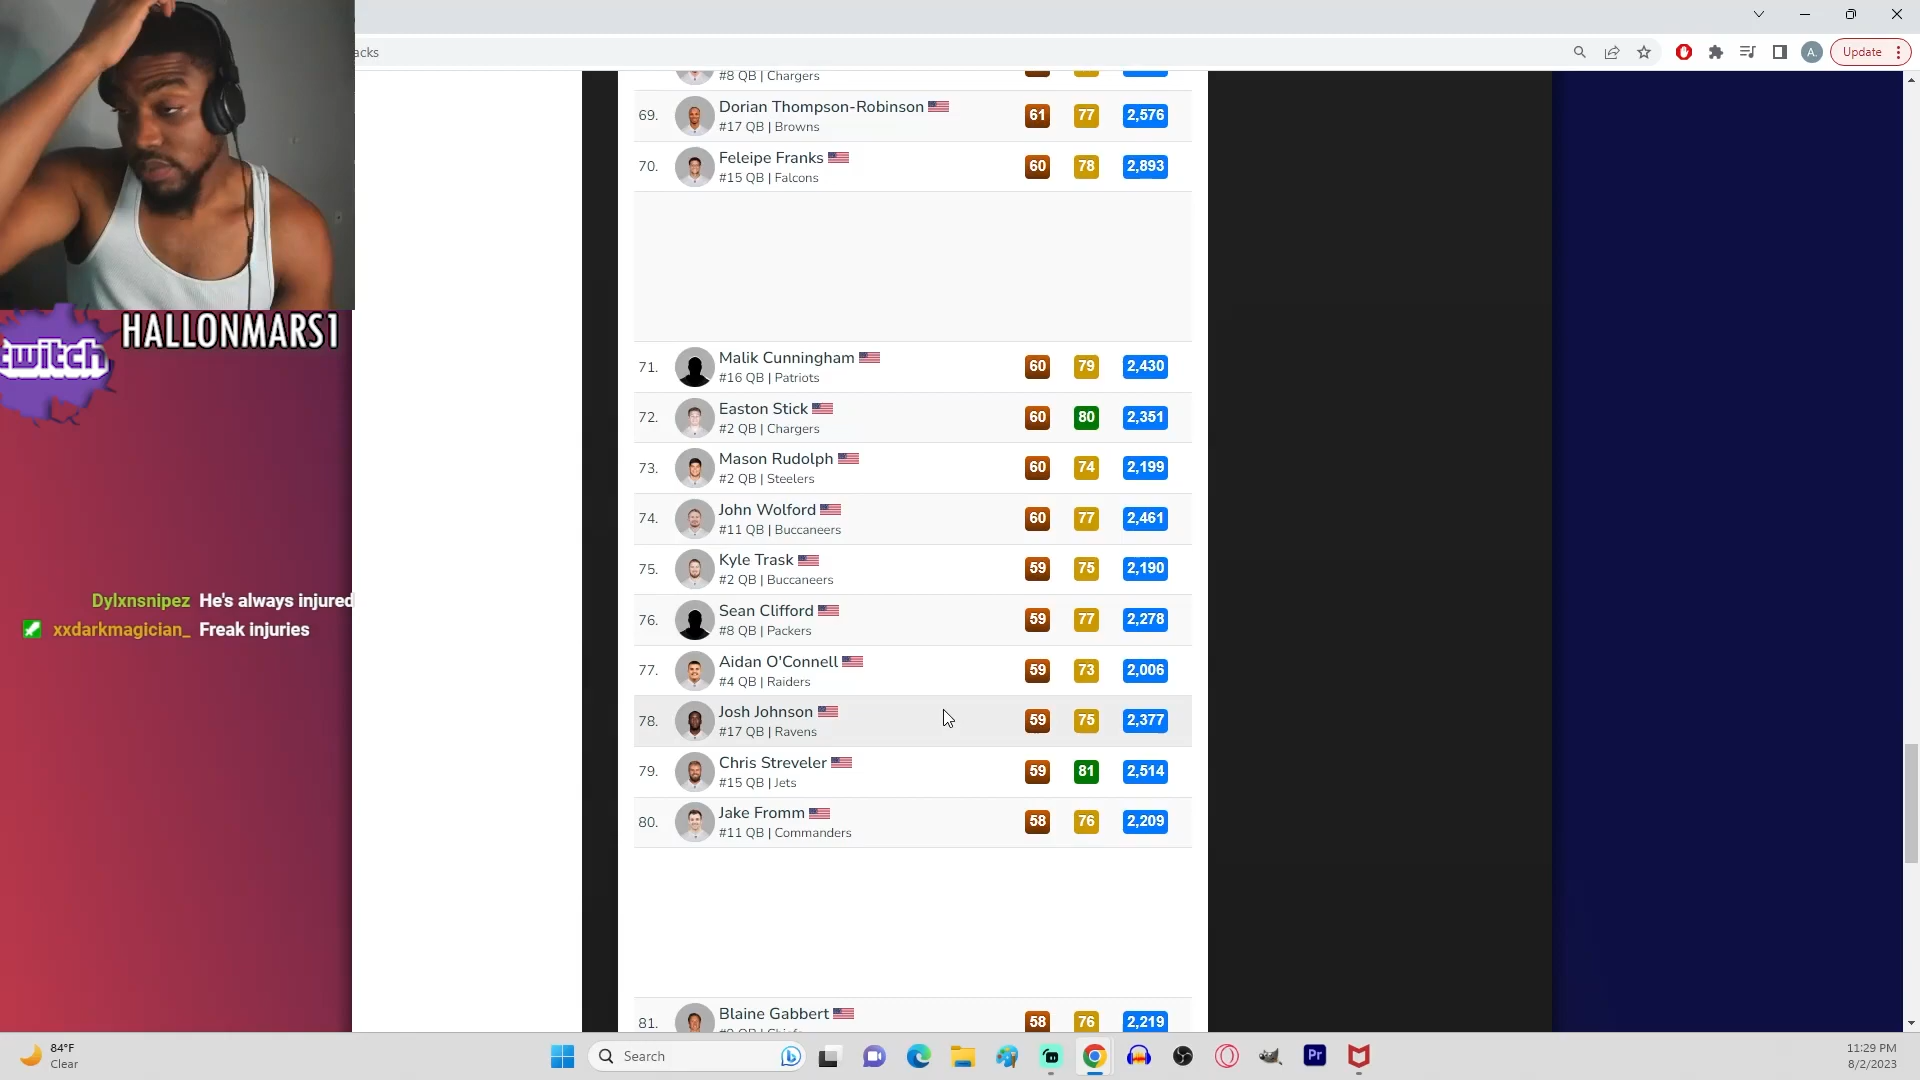 acks
A.
Update
#8 QB | Chargers
69. Dorian Thompson-Robinson 61 77 2,576
#17 QB | Browns
70. Feleipe Franks 60 78 2,893
#15 QB | Falcons
twitch HALLONMARS1
71. Malik Cunningham 60 79 2,430
#16 QB | Patriots
72. Easton Stick 60 80 2,351
#2 QB | Chargers
73. Mason Rudolph 60 74 2,199
#2 QB | Steelers
74. John Wolford 60 77 2,461
#11 QB | Buccaneers
75. Kyle Trask 59 75 2,190
#2 QB | Buccaneers
Dylxnsnipez He's always injured
xxdarkmagician_ Freak injuries
76. Sean Clifford 59 77 2,278
#8 QB | Packers
77. Aidan O'Connell 59 73 2,006
#4 QB | Raiders
78. Josh Johnson 59 75 2,377
#17 QB | Ravens
79. Chris Streveler 59 81 2,514
#15 QB | Jets
80. Jake Fromm 58 76 2,209
#11 QB | Commanders
81. Blaine Gabbert 58 76 2,219
84°F
Clear
Search
Pr
11:29 PM
8/2/2023